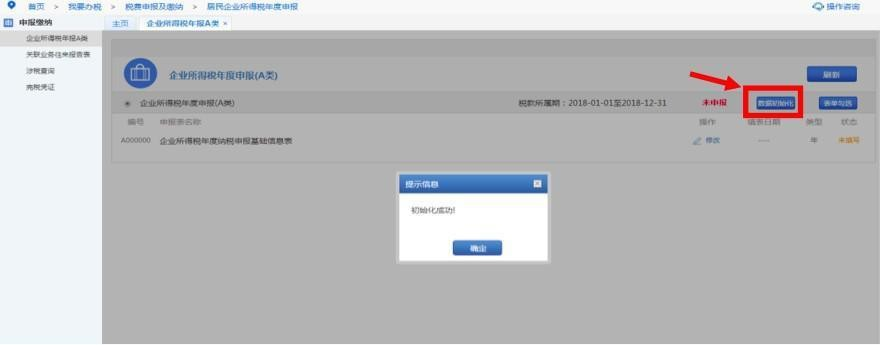 首页 > 我要办税 > 税费申报及缴纳 > 居民企业所得税年度申报 操作咨询
申报缴纳 主页 企业所得税年报A类 ×
企业所得税年报A类
关联业务往来报告表
涉税查询
完税凭证
企业所得税年度申报(A类) 刷新
企业所得税年度申报(A类) 税款所属期：2018-01-01至2018-12-31 未申报 数据初始化 表单勾选
编号 申报表名称 操作 填表日期 类型 状态
A000000 企业所得税年度纳税申报基础信息表 修改 ---- 年 未填写
提示信息
初始化成功!
确定